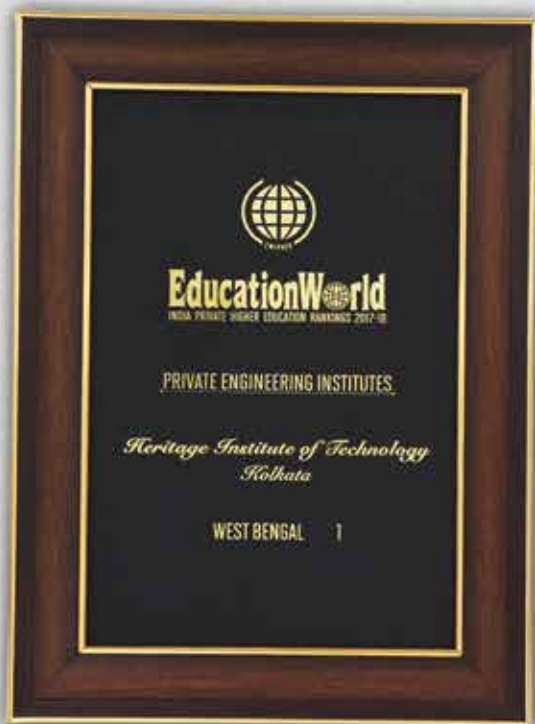 EducationWorld
INDIA PRIVATE HIGHER EDUCATION RANKINGS 2017-18
PRIVATE ENGINEERING INSTITUTES
Heritage Institute of Technology
Kolkata
WEST BENGAL 1